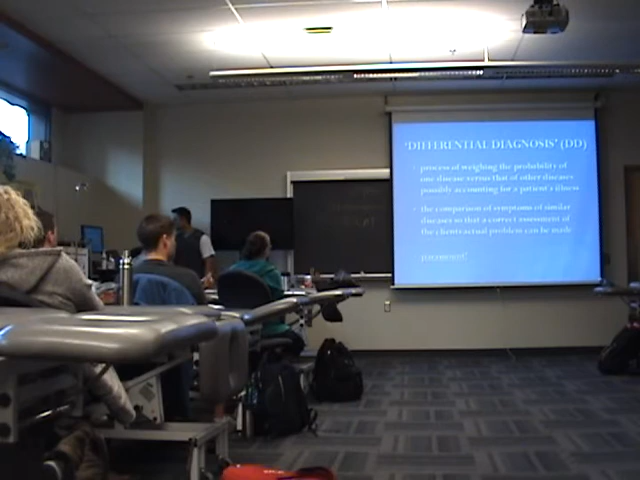 'DIFFERENTIAL DIAGNOSIS' (DD)
process of weighing the probability of
one disease versus that of other diseases
possibly accounting for a patient's illness
the comparison of symptoms of similar
diseases so that a correct assessment of
the clients actual problem can be made